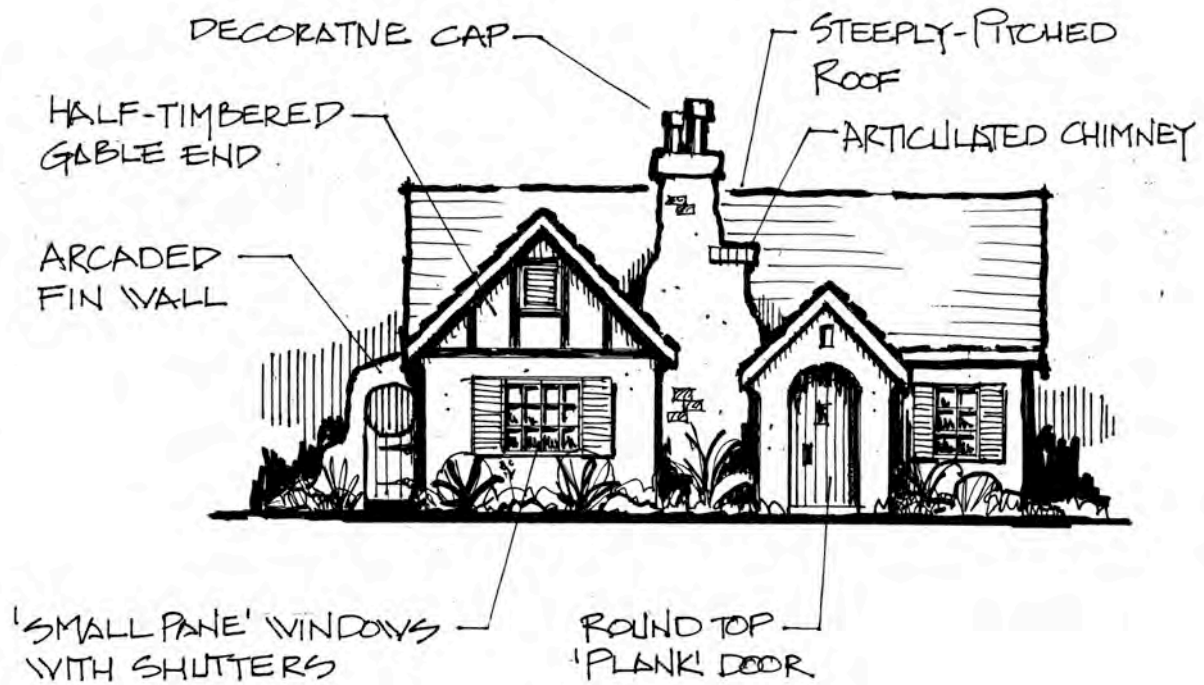 DECORATIVE CAP
STEEPLY-PITCHED
ROOF
HALF-TIMBERED
GABLE END
ARTICULATED CHIMNEY
ARCADED
FIN WALL
'SMALL PANE' WINDOWS
WITH SHUTTERS
ROUND TOP
'PLANK' DOOR